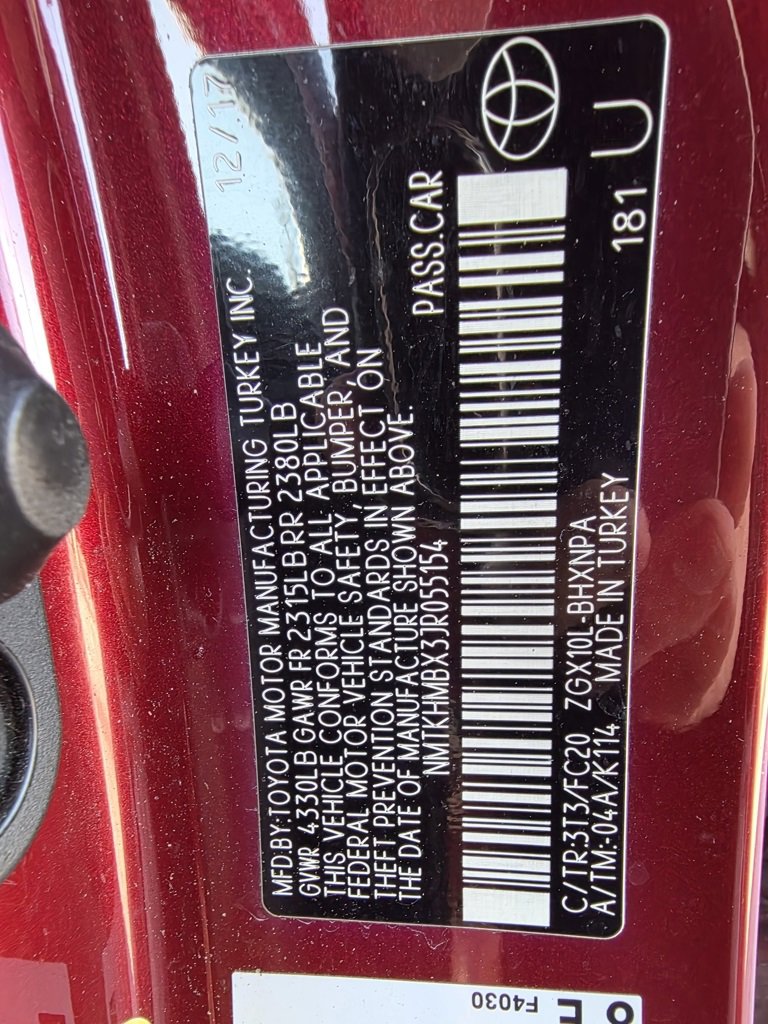 12/17
MFD.BY:TOYOTA MOTOR MANUFACTURING TURKEY INC.
GVWR 4330LB GAWR FR 2315LB RR 2380LB
THIS VEHICLE CONFORMS TO ALL APPLICABLE
FEDERAL MOTOR VEHICLE SAFETY, BUMPER, AND
THEFT PREVENTION STANDARDS IN EFFECT ON
THE DATE OF MANUFACTURE SHOWN ABOVE.
NMTKHMBX3JR055154 PASS.CAR
C/TR:3T3/FC20 ZGX10L-BHXNPA
A/TM:-04A/K114 MADE IN TURKEY
181 U
F4030